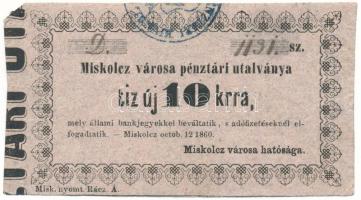 D. 1131. sz.
Miskolcz városa pénztári utalványa
tiz új 10 krra,
mely állami bankjegyekkel beváltatik, s adófizetéseknél el-
fogadtatik. — Miskolcz octob. 12 1860.
Miskolcz városa hatósága.
Misk. nyomt. Rácz. Á.